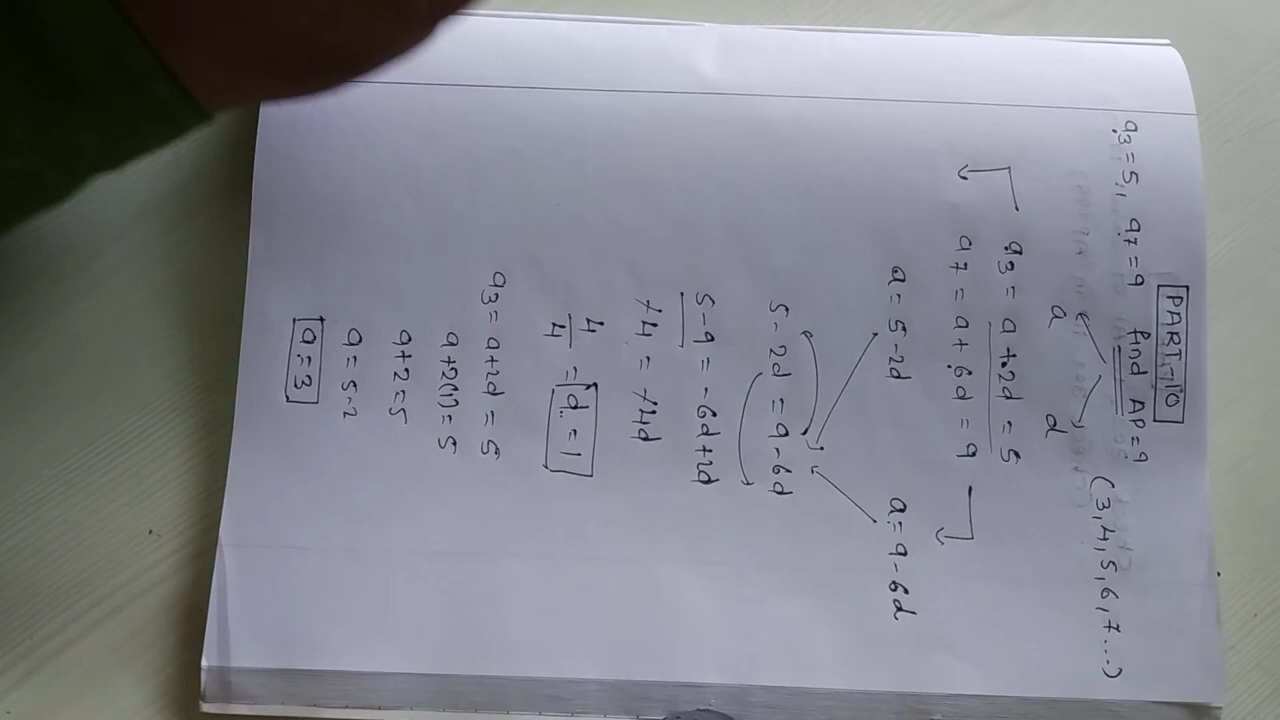 PART-10
a3 = 5, a7 = 9 find AP = 9 (3, 4, 5, 6, 7...)
a d
a3 = a+2d = 5
a7 = a+6d = 9
a = 5-2d a = 9-6d
5-2d = 9-6d
5-9 = -6d+2d
-4 = -4d
4/4 = d = 1
a3 = a+2d = 5
a+2(1) = 5
a+2 = 5
a = 5-2
a = 3